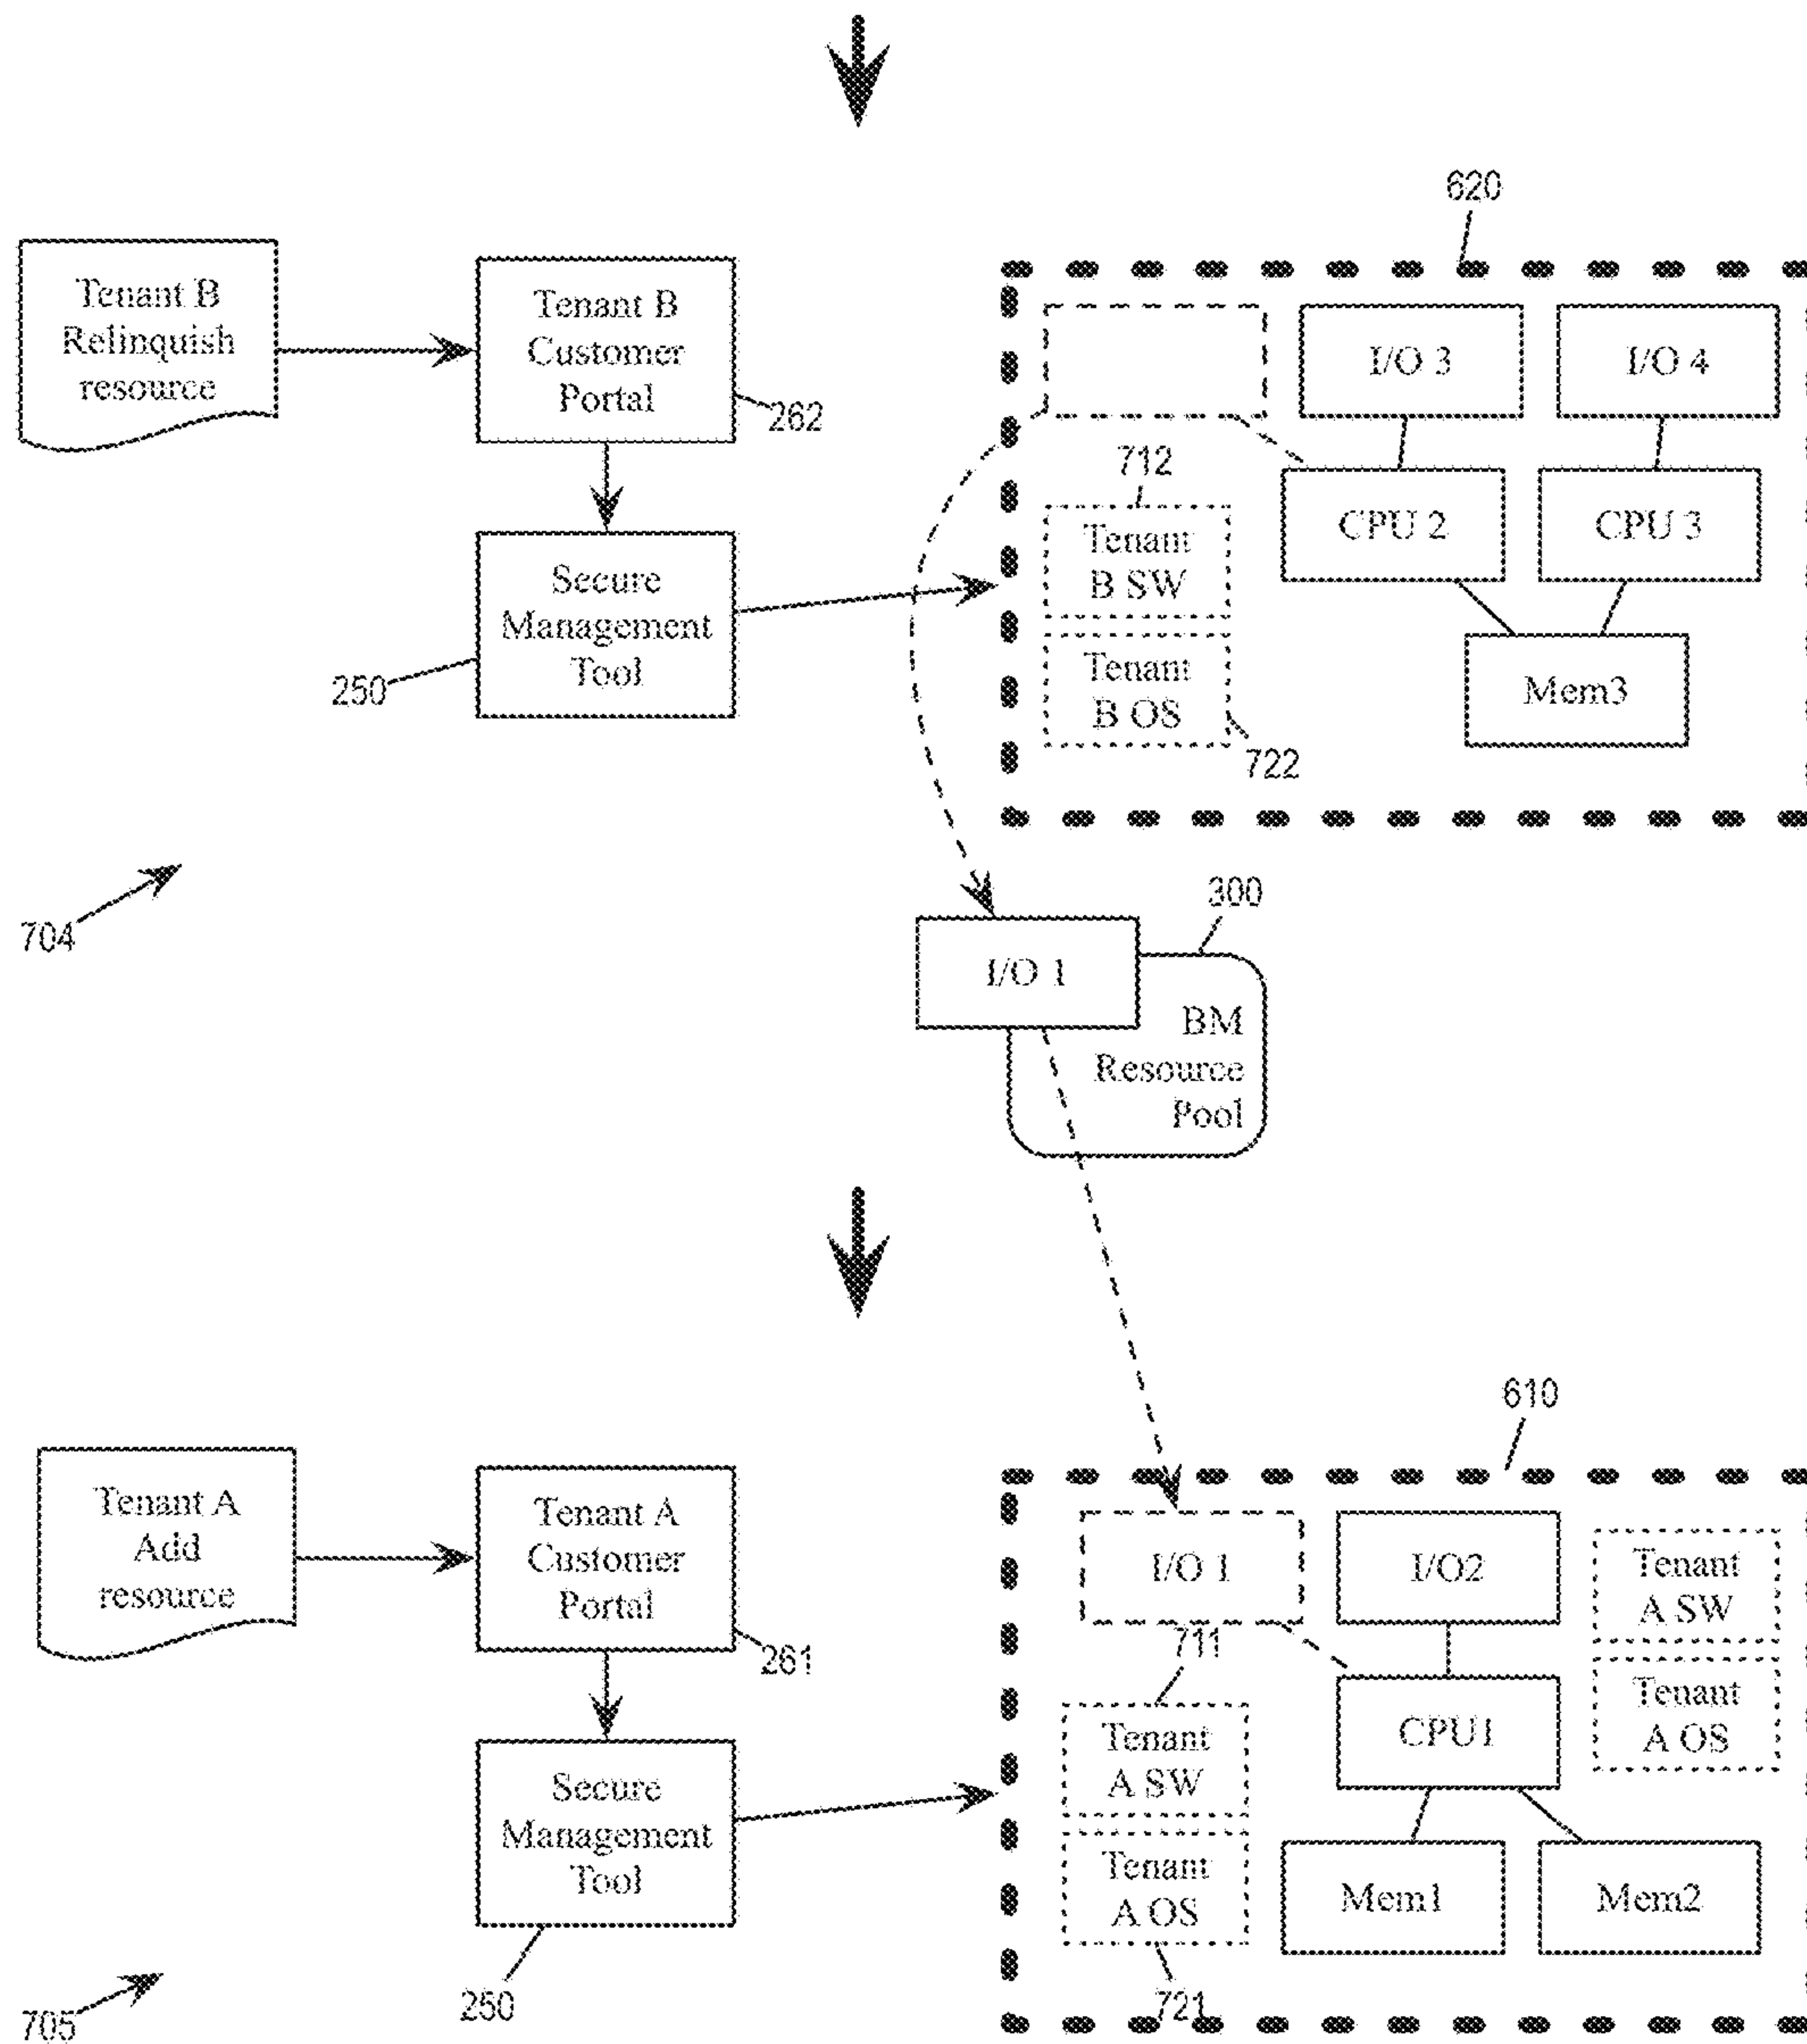 620
Tenant B
Relinquish
resource
Tenant B
Customer
Portal
262
I/O 3
I/O 4
712
CPU 2
CPU 3
Tenant
B SW
Secure
Management
Tool
250
Tenant
B OS
722
Mem3
704
300
I/O 1
BM
Resource
Pool
610
Tenant A
Add
resource
Tenant A
Customer
Portal
261
I/O 1
I/O2
Tenant
A SW
711
CPU1
Tenant
A OS
Tenant
A SW
Secure
Management
Tool
250
Tenant
A OS
721
Mem1
Mem2
705